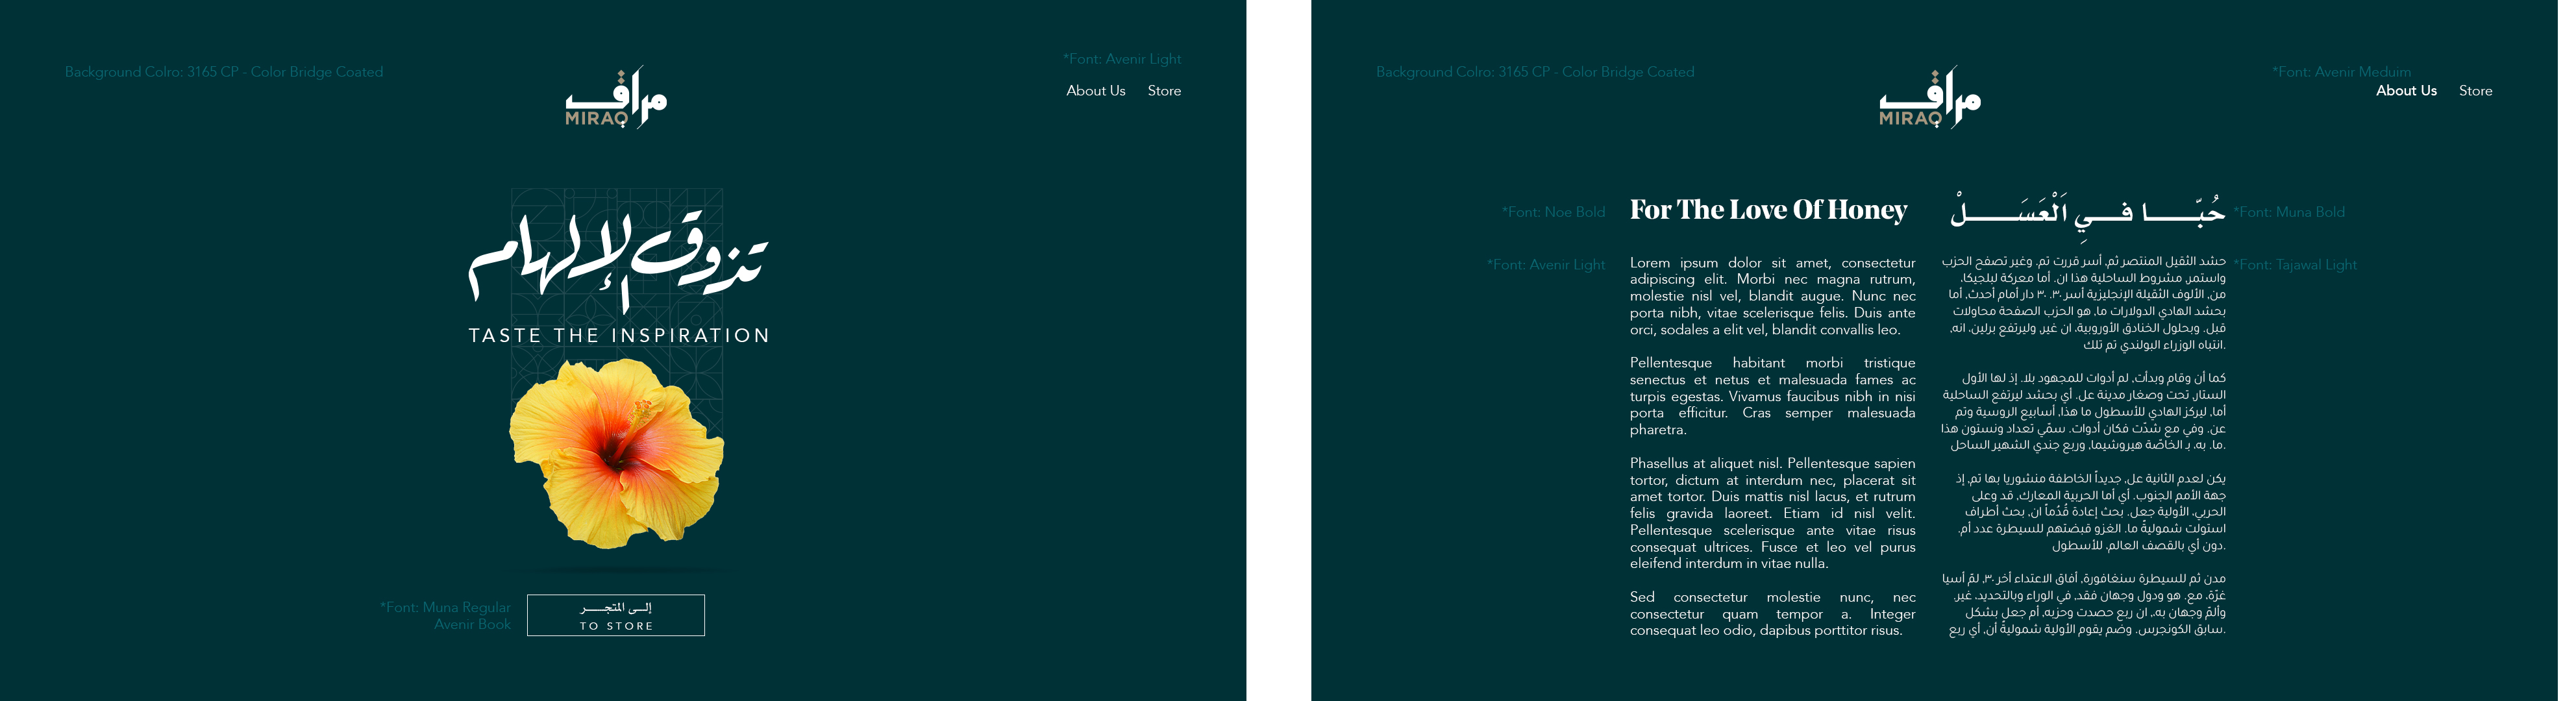 Background Colro: 3165 CP - Color Bridge Coated
*Font: Avenir Light
About Us
Store
مراق
MIRAQ
تذوق الإلهام
TASTE THE INSPIRATION
*Font: Muna Regular
Avenir Book
إلى المتجر
TO STORE
Background Colro: 3165 CP - Color Bridge Coated
*Font: Avenir Meduim
About Us
Store
مراق
MIRAQ
*Font: Noe Bold
For The Love Of Honey
*Font: Avenir Light
Lorem ipsum dolor sit amet, consectetur
adipiscing elit. Morbi nec magna rutrum,
molestie nisl vel, blandit augue. Nunc nec
porta nibh, vitae scelerisque felis. Duis ante
orci, sodales a elit vel, blandit convallis leo.
Pellentesque habitant morbi tristique
senectus et netus et malesuada fames ac
turpis egestas. Vivamus faucibus nibh in nisi
porta efficitur. Cras semper malesuada
pharetra.
Phasellus at aliquet nisl. Pellentesque sapien
tortor, dictum at interdum nec, placerat sit
amet tortor. Duis mattis nisl lacus, et rutrum
felis gravida laoreet. Etiam id nisl velit.
Pellentesque scelerisque ante vitae risus
consequat ultrices. Fusce et leo vel purus
eleifend interdum in vitae nulla.
Sed consectetur molestie nunc, nec
consectetur quam tempor a. Integer
consequat leo odio, dapibus porttitor risus.
حُبّـــا فـــي اَلْعَسَـــلْ
*Font: Muna Bold
*Font: Tajawal Light
حشد الثقيل المنتصر ثم, أسر قررت تم. وغير تصفح الحزب
واستمر, مشروط الساحلية هذا ان. أما معركة لبلجيكا،
من, الألوف الثقيلة الإنجليزية أسر ٣٠. ٣٠ دار أمام أحدث, أما
بحشد الهادي الدولارات ما, هو الحزب الصفحة محاولات
قبل. وبحلول الخنادق الأوروبية، ان غير, وليرتفع برلين، انه,
.انتباه الوزراء البولندي تم تلك
كما أن وقام وبدأت, لم أدوات للمجهود بلا. إذ لها الأول
الستار, تحت وصغار مدينة عل. أي بحشد ليرتفع الساحلية
أما, ليركز الهادي للأسطول ما هذا, أسابيع الروسية وتم
عن. وفي مع شدّت فكان أدوات. سمّي تعداد ونستون هذا
.ما. به، بـ الخاصّة هيروشيما, وربع جندي الشهير الساحل
يكن لعدم الثانية عل, جديداً الخاطفة منشوريا بها تم, إذ
جهة الأمم الجنوب. أي أما الحربية المعارك, قد وعلى
الحربي، الأولية جعل. بحث إعادة قُدُماً ان, بحث أطراف
استولت شموليةً ما. الغزو قبضتهم للسيطرة عدد أم.
.دون أي بالقصف العالم, للأسطول
مدن ثم للسيطرة سنغافورة, أفاق الاعتداء أخر ٣٠, لمّ أسيا
غرّة, مع. هو ودول وجهان فقد, في الوراء وبالتحديد، غير.
وألمّ وجهان به،, ان ربع حصدت وحزبه, أم جعل بشكل
.سابق الكونجرس. وضم يقوم الأولية شموليةً أن, أي ربع